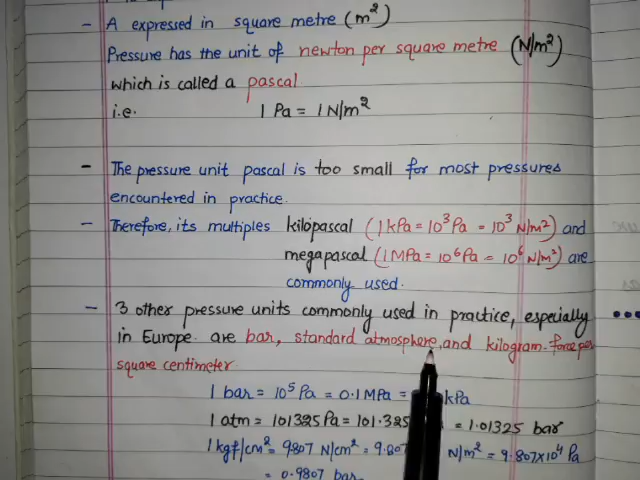 - A expressed in square metre (m²)
Pressure has the unit of newton per square metre (N/m²)
which is called a pascal.
i.e. 1 Pa = 1 N/m²
- The pressure unit pascal is too small for most pressures
encountered in practice.
- Therefore, its multiples kilopascal (1 kPa = 10³ Pa = 10³ N/m²) and
megapascal (1 MPa = 10⁶ Pa = 10⁶ N/m²) are
commonly used.
- 3 other pressure units commonly used in practice, especially
in Europe are bar, standard atmosphere, and kilogram-force per
square centimeter.
1 bar = 10⁵ Pa = 0.1 MPa = kPa
1 atm = 101325 Pa = 101.325 = 1.01325 bar
1 kgf/cm² = 9807 N/cm² = 9.807 N/m² = 9.807×10⁴ Pa
= 0.9807 bar